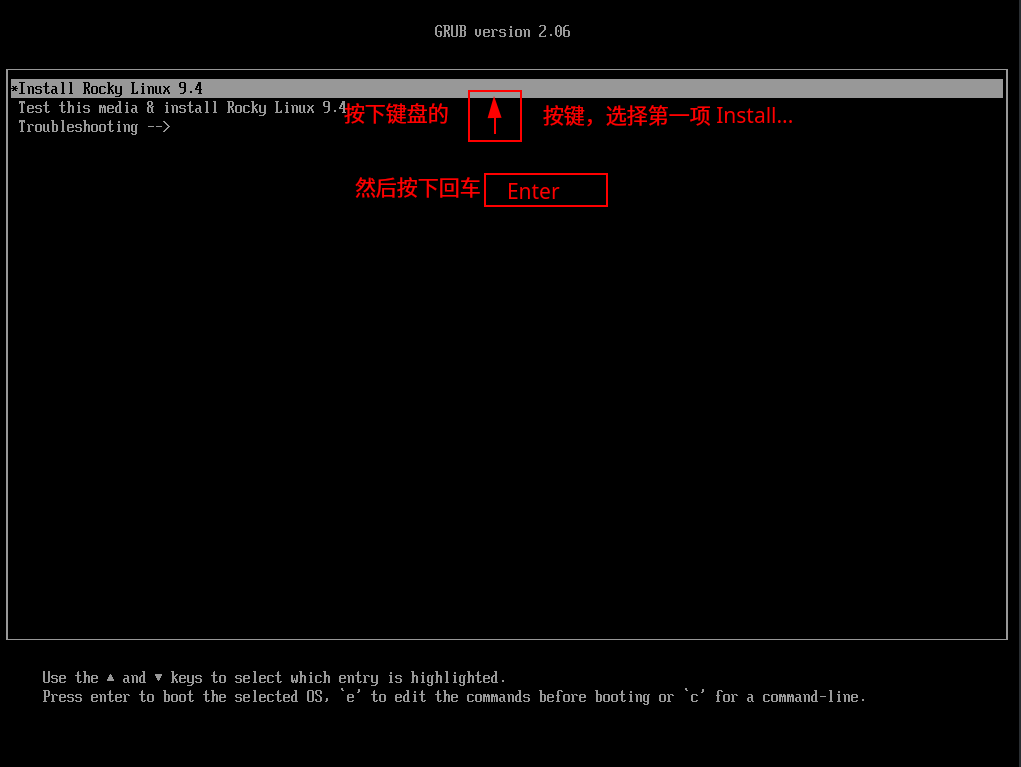 GRUB version 2.06
*Install Rocky Linux 9.4
Test this media & install Rocky Linux 9.4
Troubleshooting -->
按下键盘的 按键，选择第一项 Install...
然后按下回车 Enter
Use the ▲ and ▼ keys to select which entry is highlighted.
Press enter to boot the selected OS, `e' to edit the commands before booting or `c' for a command-line.